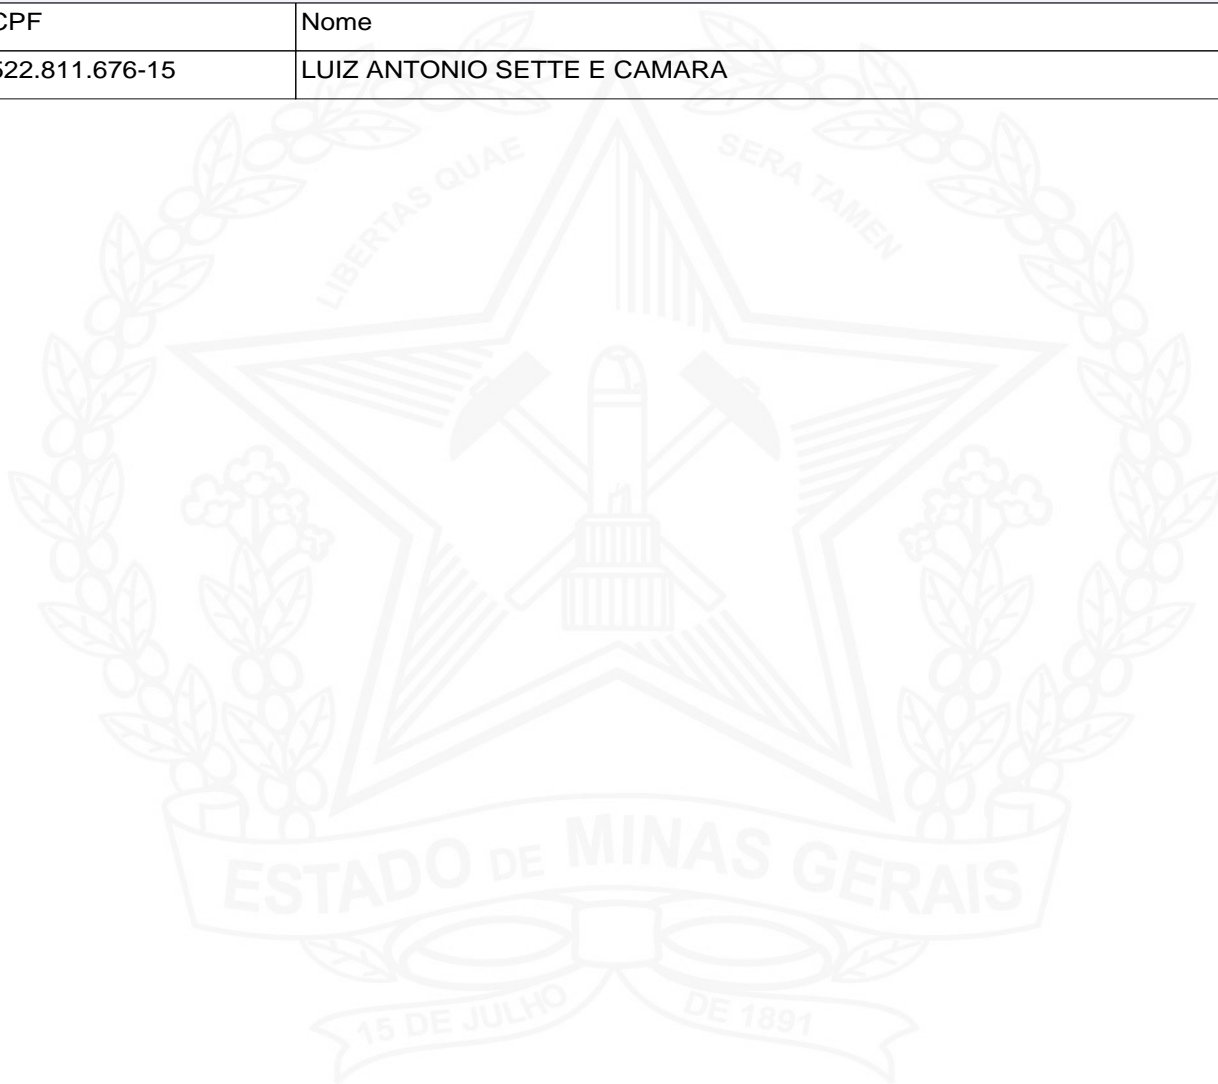 CPF Nome
522.811.676-15 LUIZ ANTONIO SETTE E CAMARA
LIBERTAS QUAE SERA TAMEN
ESTADO DE MINAS GERAIS
15 DE JULHO DE 1891